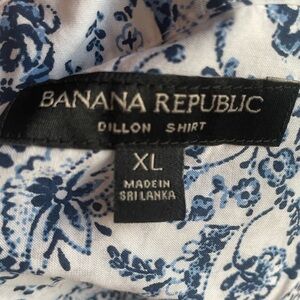 BANANA REPUBLIC
DILLON SHIRT
XL
MADE IN
SRI LANKA